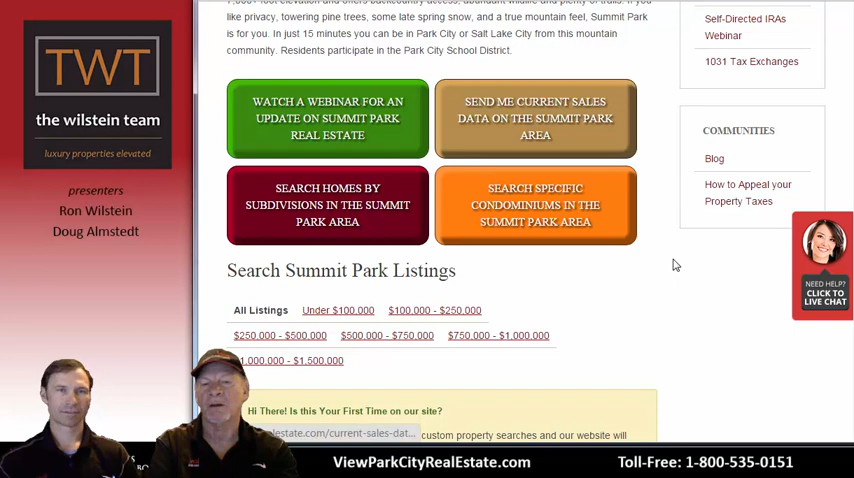 TWT
the wilstein team
luxury properties elevated
presenters
Ron Wilstein
Doug Almstedt
like privacy, towering pine trees, some late spring snow, and a true mountain feel, Summit Park
is for you. In just 15 minutes you can be in Park City or Salt Lake City from this mountain
community. Residents participate in the Park City School District.
WATCH A WEBINAR FOR AN
UPDATE ON SUMMIT PARK
REAL ESTATE
SEND ME CURRENT SALES
DATA ON THE SUMMIT PARK
AREA
SEARCH HOMES BY
SUBDIVISIONS IN THE SUMMIT
PARK AREA
SEARCH SPECIFIC
CONDOMINIUMS IN THE
SUMMIT PARK AREA
Search Summit Park Listings
All Listings Under $100,000 $100,000 - $250,000
$250,000 - $500,000 $500,000 - $750,000 $750,000 - $1,000,000
1,000,000 - $1,500,000
Hi There! Is this Your First Time on our site?
custom property searches and our website will
estate.com/current-sales-dat...
Self-Directed IRAs
Webinar
1031 Tax Exchanges
COMMUNITIES
Blog
How to Appeal your
Property Taxes
NEED HELP?
CLICK TO
LIVE CHAT
ViewParkCityRealEstate.com Toll-Free: 1-800-535-0151